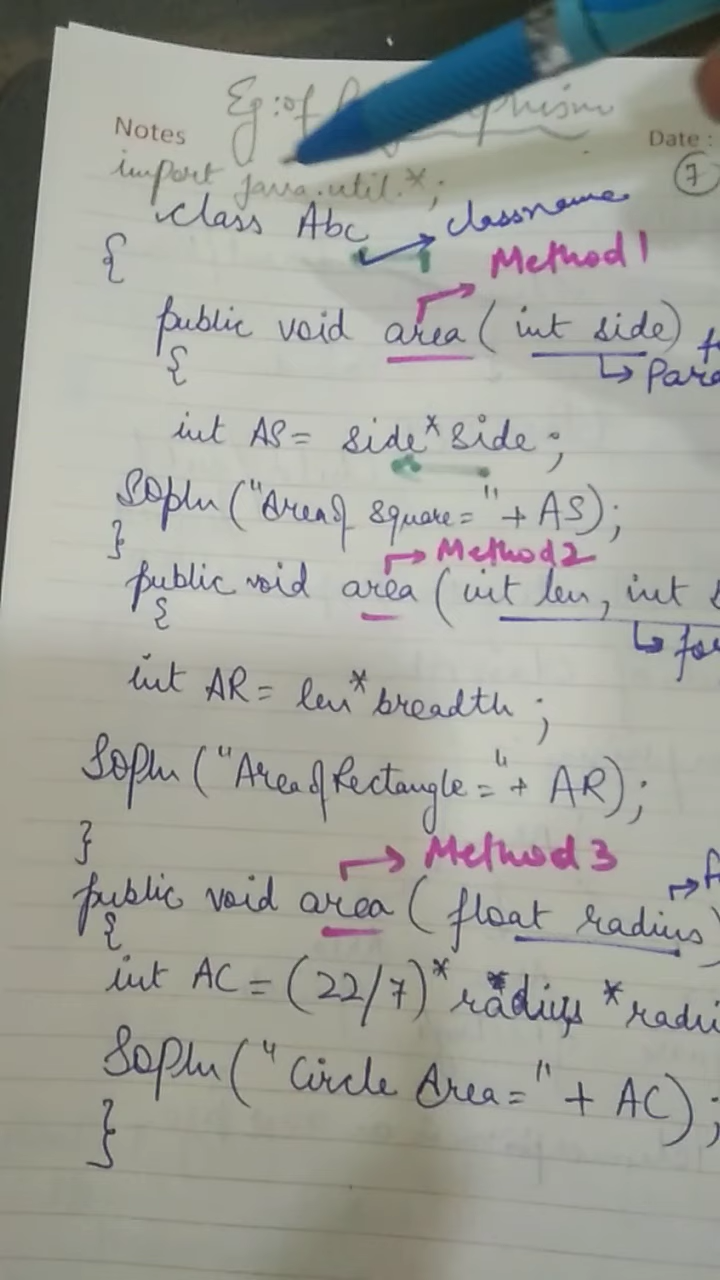 Eg: of
Notes Date :
import java.util.*; 7
class Abc classname
{ Method 1
public void area ( int side)
{
int AS= side*side;
SOPln ("Area of Square=" + AS);
} Method 2
public void area (int len, int
{
int AR= len*breadth;
SOPln ("Area of Rectangle="+ AR);
} Method 3
public void area ( float radius)
{
int AC = (22/7)* radius *
SOPln (" Circle Area=" + AC);
}